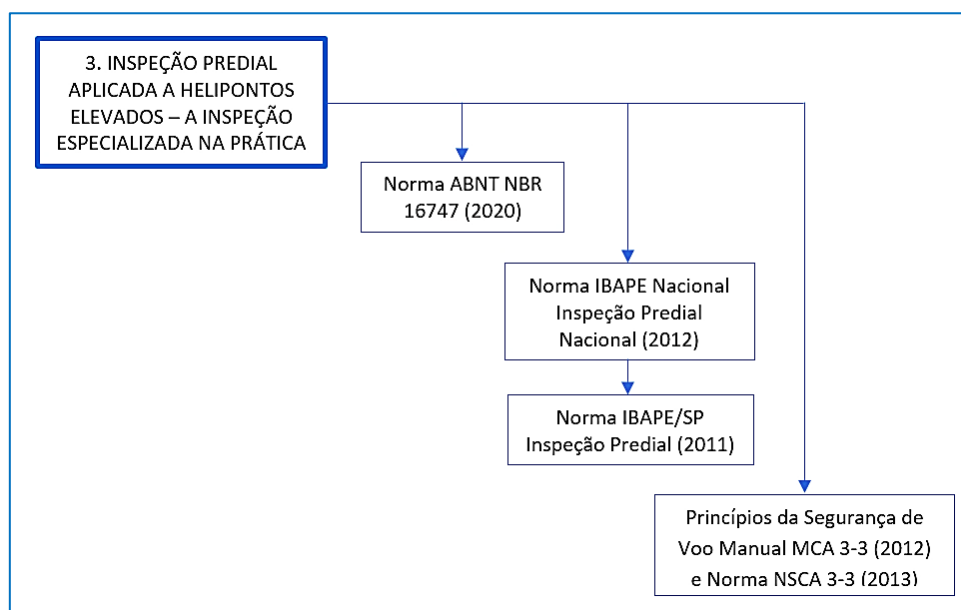 3. INSPEÇÃO PREDIAL
APLICADA A HELIPONTOS
ELEVADOS – A INSPEÇÃO
ESPECIALIZADA NA PRÁTICA
Norma ABNT NBR
16747 (2020)
Norma IBAPE Nacional
Inspeção Predial
Nacional (2012)
Norma IBAPE/SP
Inspeção Predial (2011)
Princípios da Segurança de
Voo Manual MCA 3-3 (2012)
e Norma NSCA 3-3 (2013)